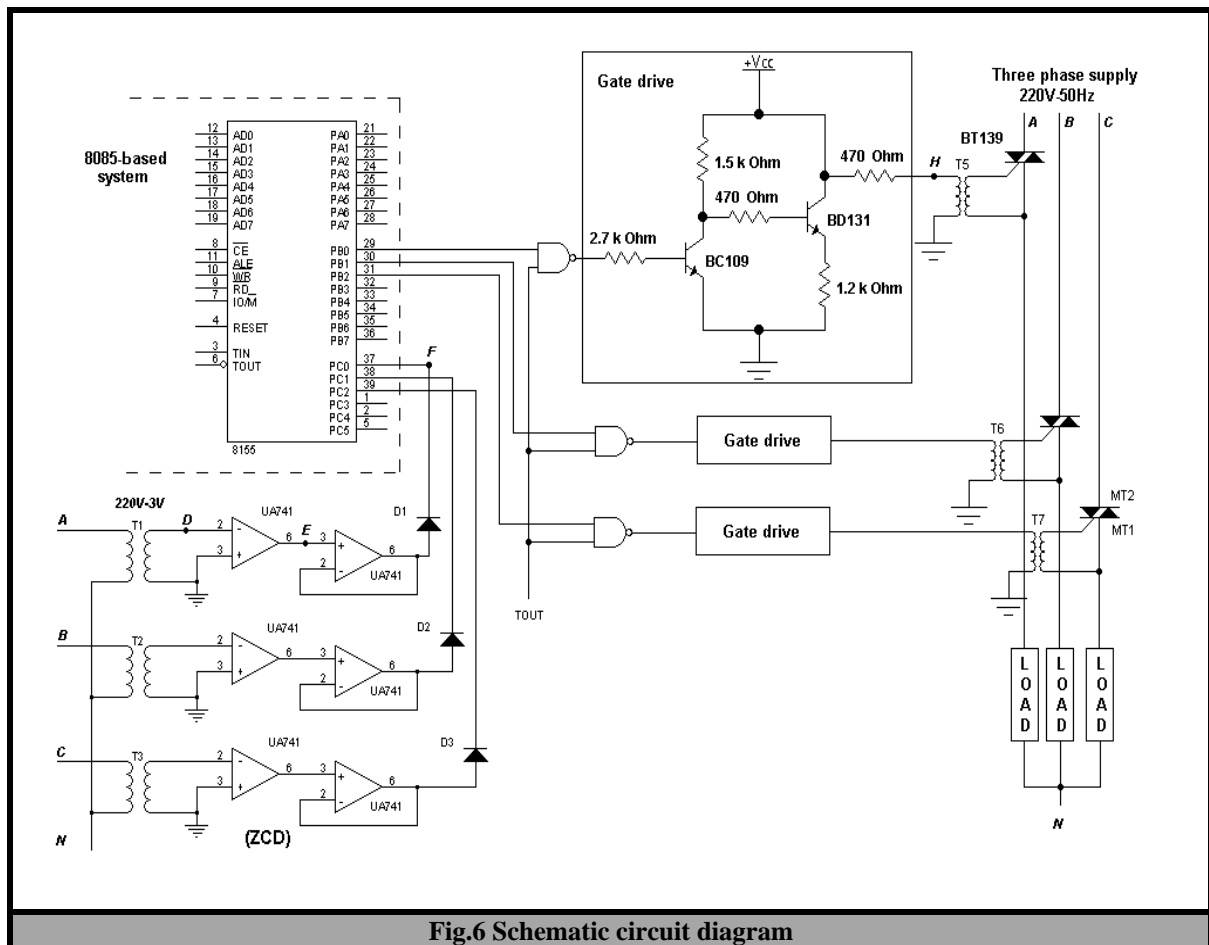 8085-based
system
12 AD0 PA0 21
13 AD1 PA1 22
14 AD2 PA2 23
15 AD3 PA3 24
16 AD4 PA4 25
17 AD5 PA5 26
18 AD6 PA6 27
19 AD7 PA7 28
8 CE PB0 29
11 ALE PB1 30
10 WR PB2 31
9 RD PB3 32
7 IO/M PB4 33
PB5 34
4 RESET PB6 35
PB7 36
3 TIN
6 TOUT PC0 37
PC1 38
PC2 39
PC3 1
PC4 2
PC5 5
8155
F
Gate drive
+Vcc
1.5 k Ohm
470 Ohm
470 Ohm
2.7 k Ohm
BC109
BD131
1.2 k Ohm
H
T5
BT139
Three phase supply
220V-50Hz
A B C
Gate drive
T6
Gate drive
T7
MT2
MT1
TOUT
220V-3V
A T1 D 2 - 3 + UA741 6 E 3 + 2 - 6 UA741 D1
B T2 2 - 3 + UA741 6 3 + 2 - 6 UA741 D2
C T3 2 - 3 + UA741 6 3 + 2 - 6 UA741 D3
N
(ZCD)
LOAD
LOAD
LOAD
N
Fig.6 Schematic circuit diagram